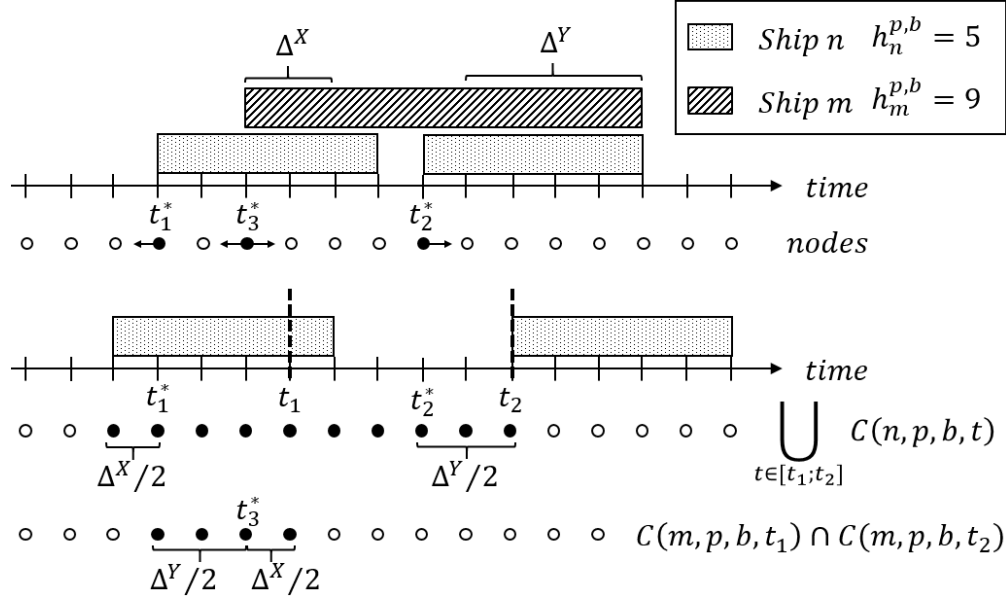 Δ^X
Δ^Y
Ship n h_n^{p,b} = 5
Ship m h_m^{p,b} = 9
time
t_1^* t_3^* t_2^*
nodes
time
t_1^* t_1 t_2^* t_2
⋃_{t∈[t_1;t_2]} C(n, p, b, t)
Δ^X/2 Δ^Y/2
t_3^*
C(m, p, b, t_1) ∩ C(m, p, b, t_2)
Δ^Y/2 Δ^X/2